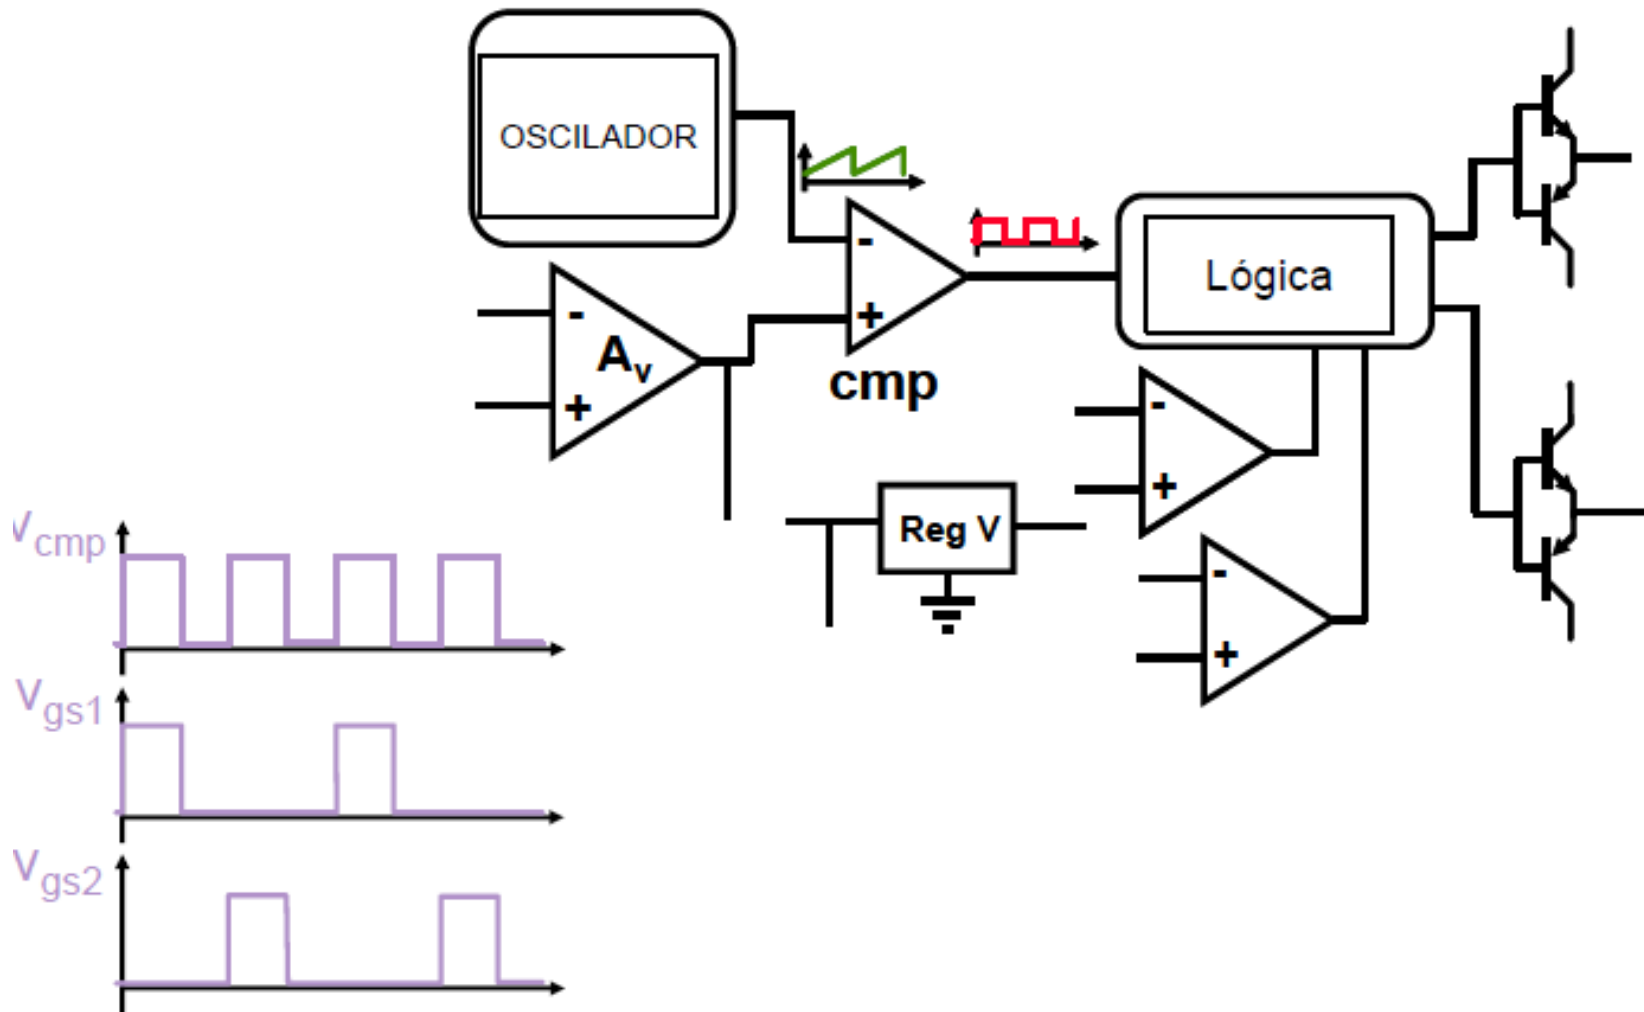 OSCILADOR
-
+
Av
-
+
cmp
Lógica
-
+
Reg V
-
+
Vcmp
Vgs1
Vgs2